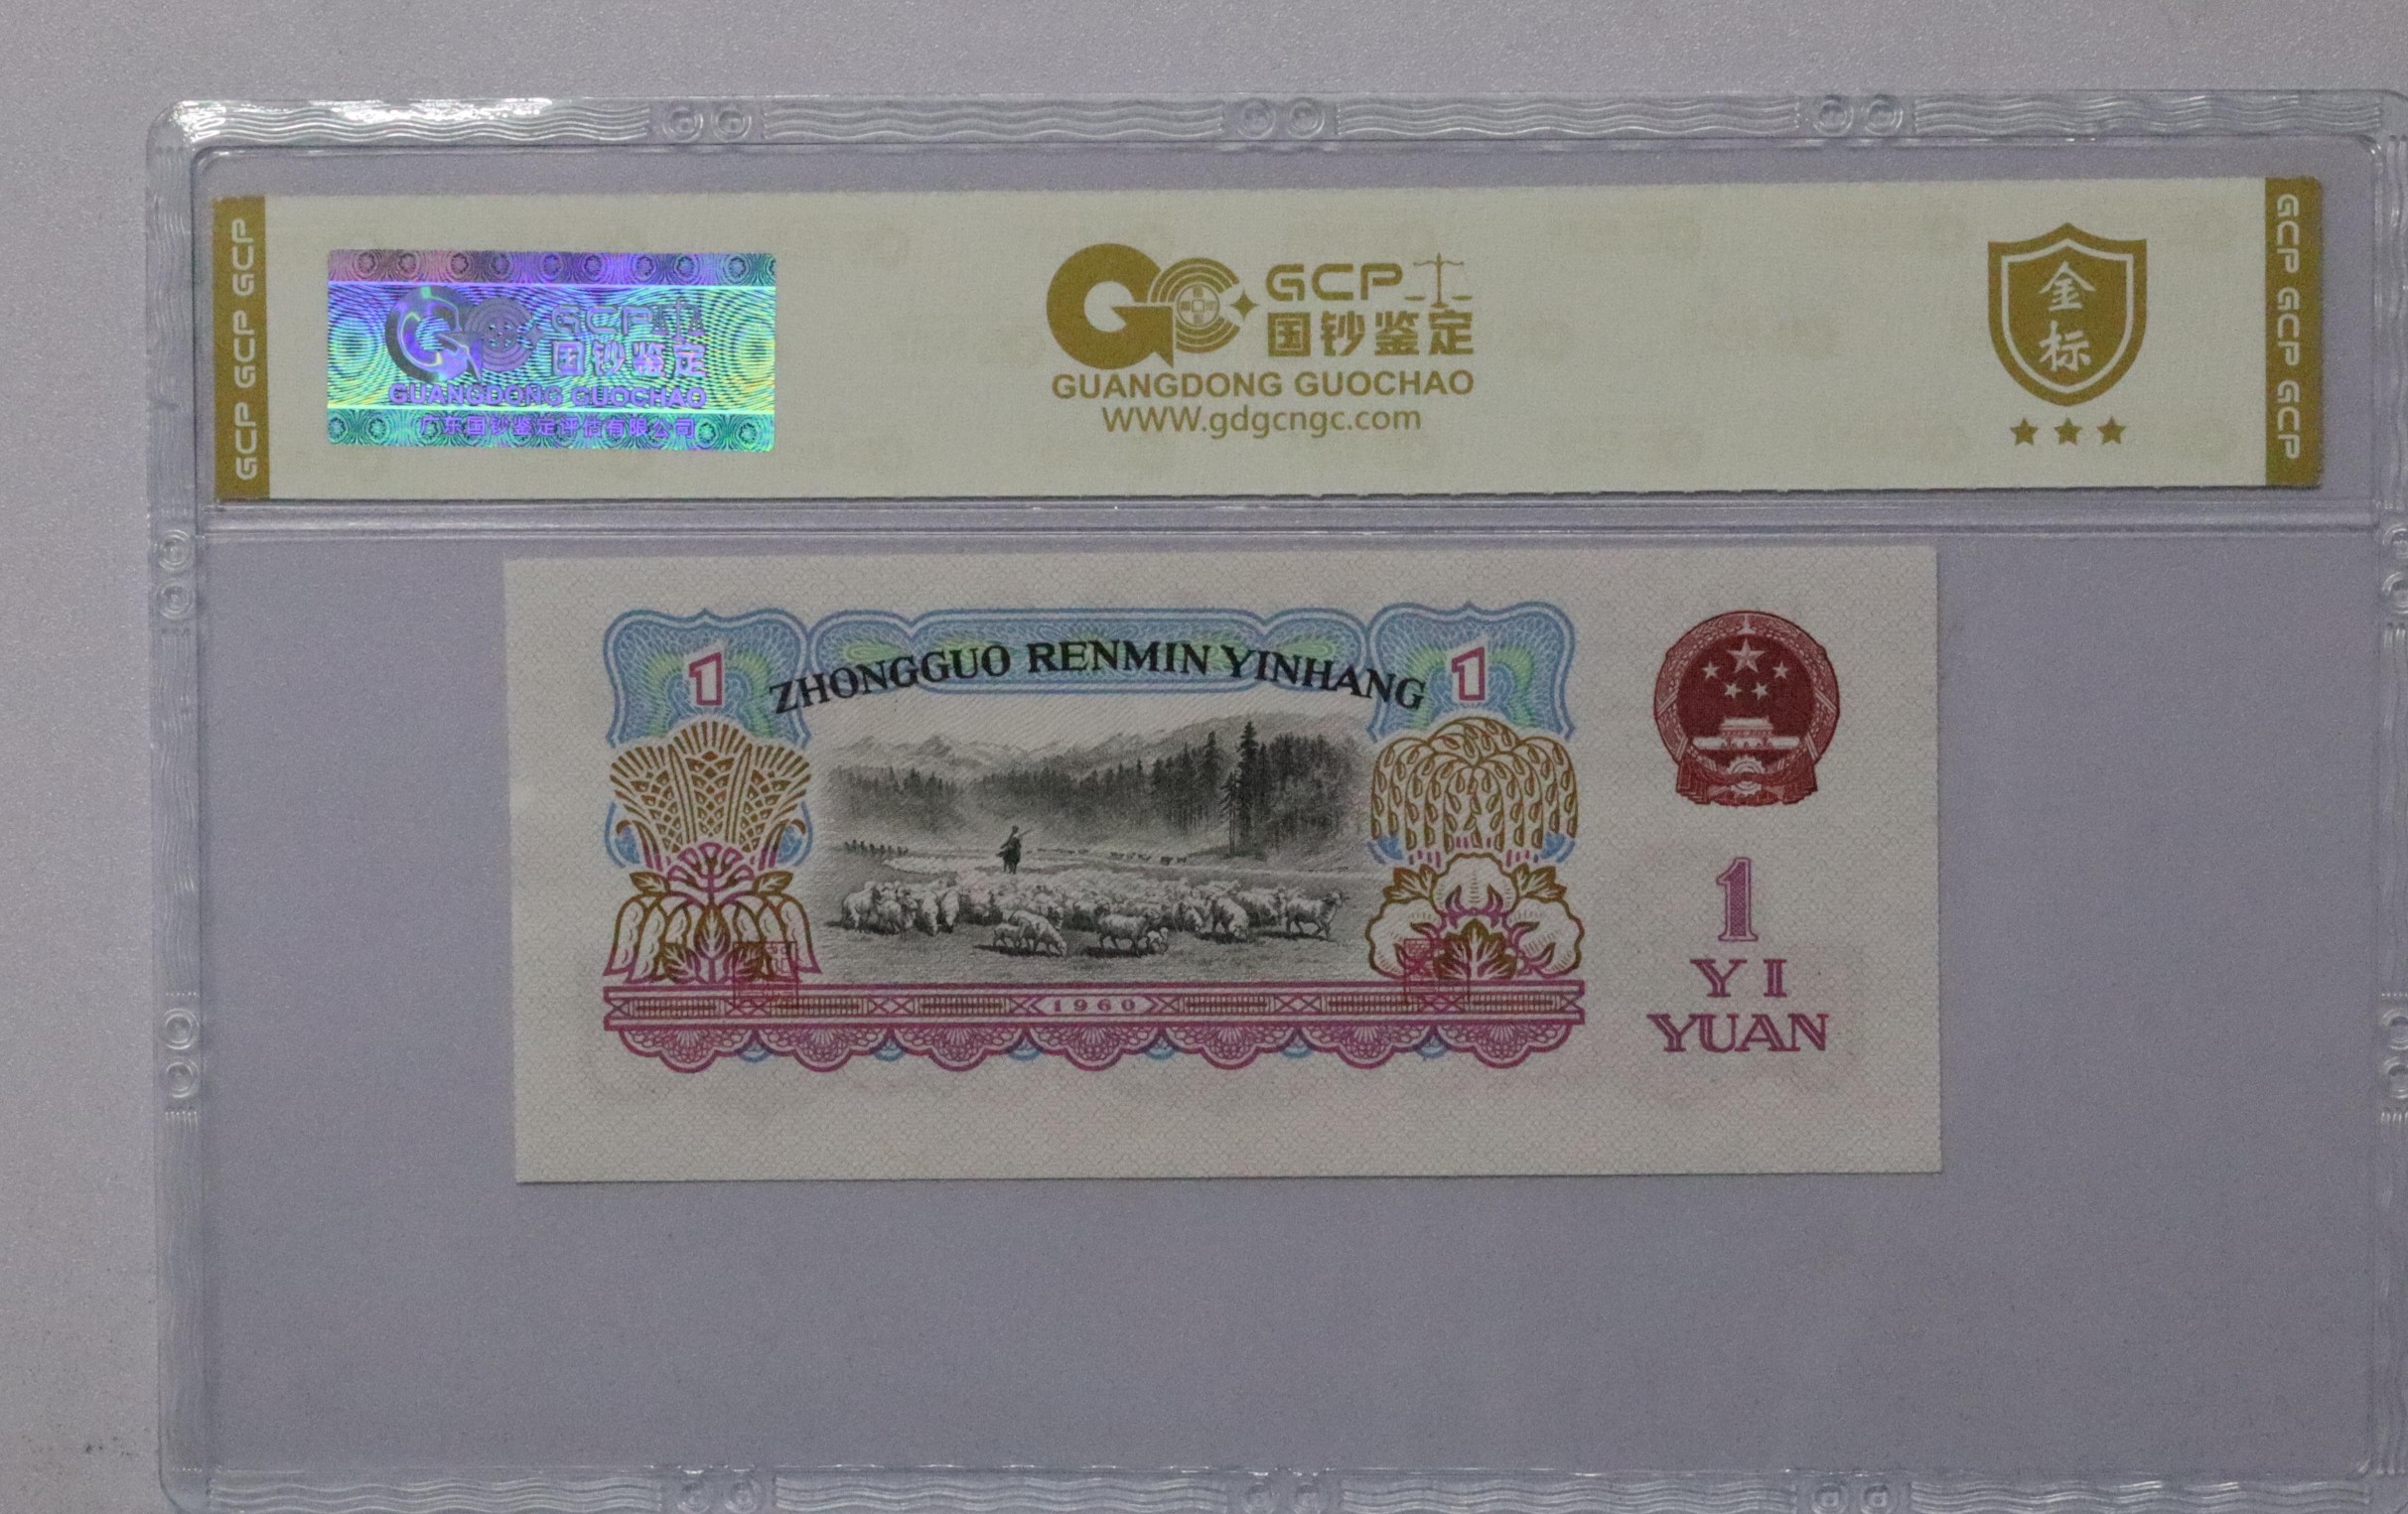 GCP GCP GCP
GCP
国钞鉴定
GUANGDONG GUOCHAO
广东国钞鉴定评估有限公司
GCP
国钞鉴定
GUANGDONG GUOCHAO
WWW.gdgcngc.com
金
标
GCP GCP GCP
1
ZHONGGUO RENMIN YINHANG
1
1960
1
YI
YUAN